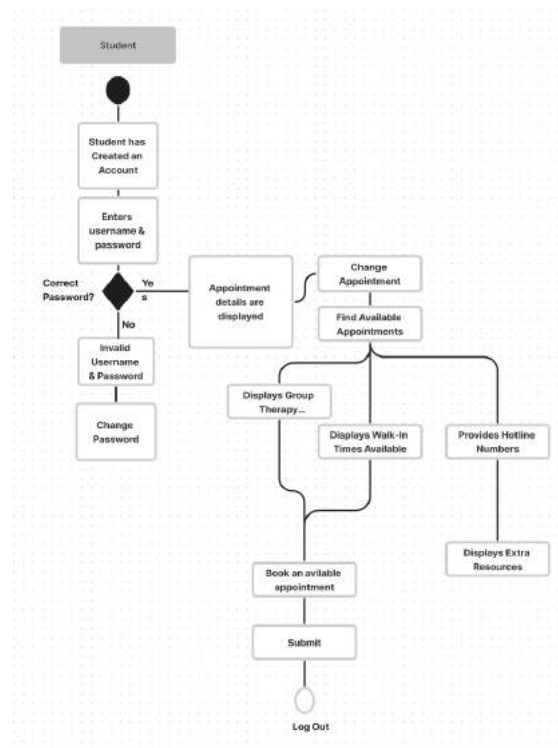 Student
Student has
Created an
Account
Enters
username &
password
Correct
Password?
Ye
s
No
Invalid
Username
& Password
Change
Password
Appointment
details are
displayed
Change
Appointment
Find Available
Appointments
Displays Group
Therapy...
Displays Walk-In
Times Available
Provides Hotline
Numbers
Displays Extra
Resources
Book an avilable
appointment
Submit
Log Out